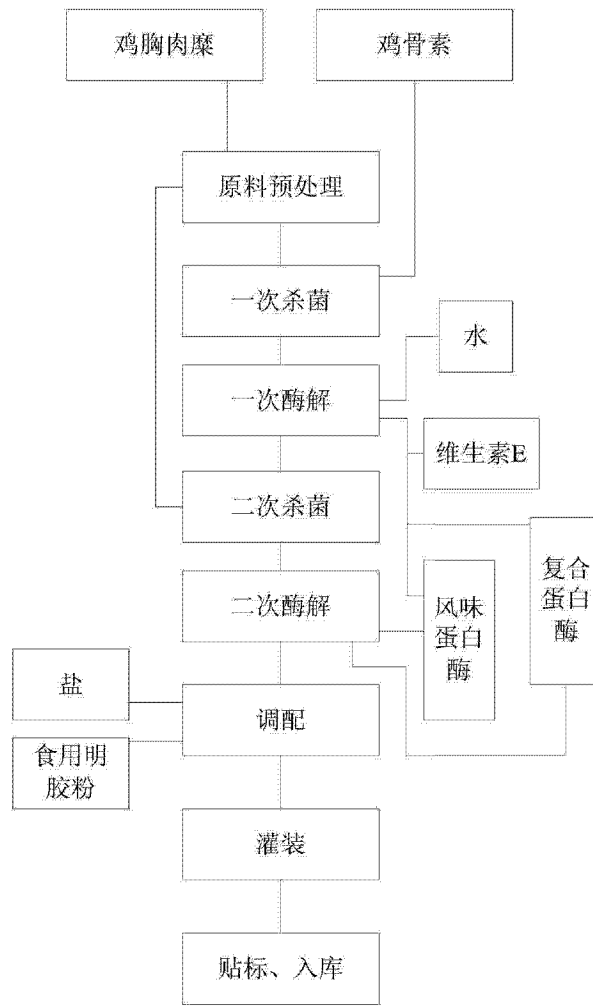 鸡胸肉糜
鸡骨素
原料预处理
一次杀菌
水
一次酶解
维生素E
二次杀菌
复合
蛋白
酶
二次酶解
风味
蛋白
酶
盐
调配
食用明
胶粉
灌装
贴标、入库